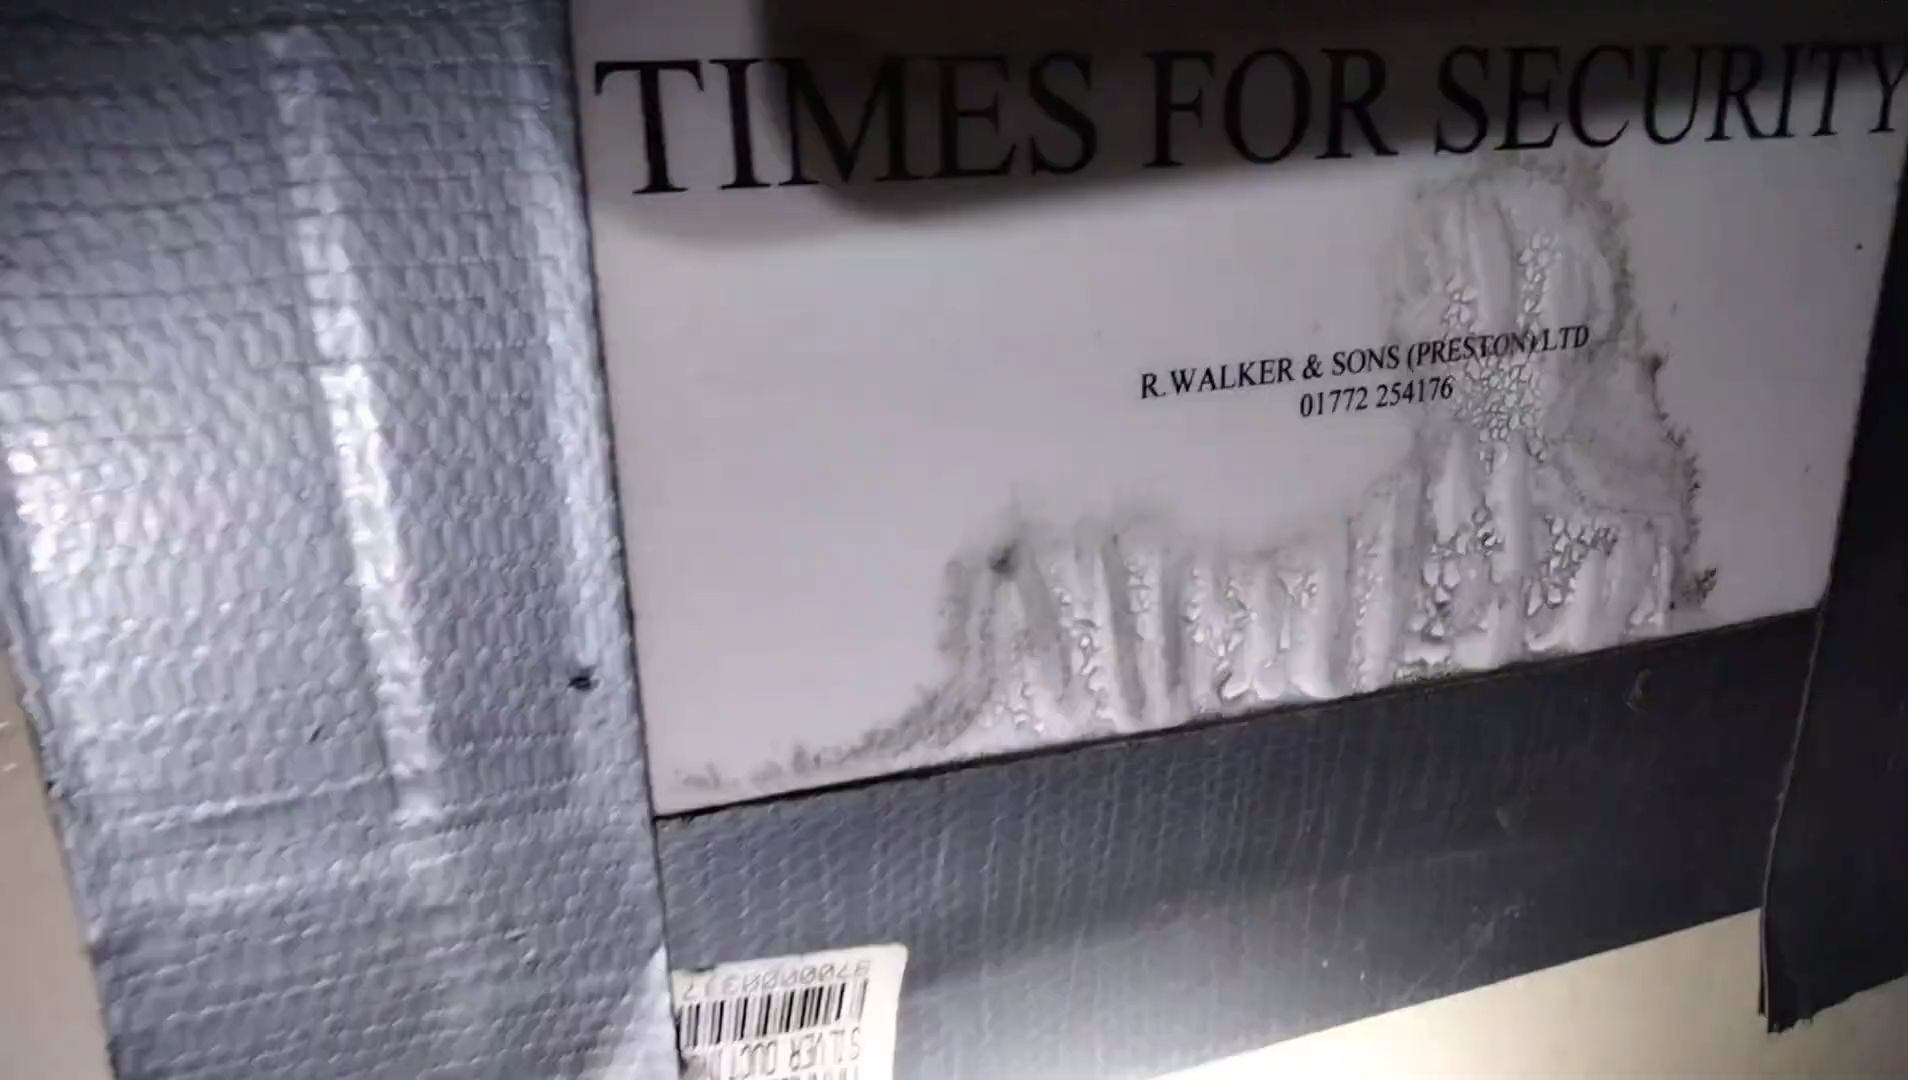 TIMES FOR SECURITY
R. WALKER & SONS (PRESTON) LTD
01772 254176
SILVER DUCT